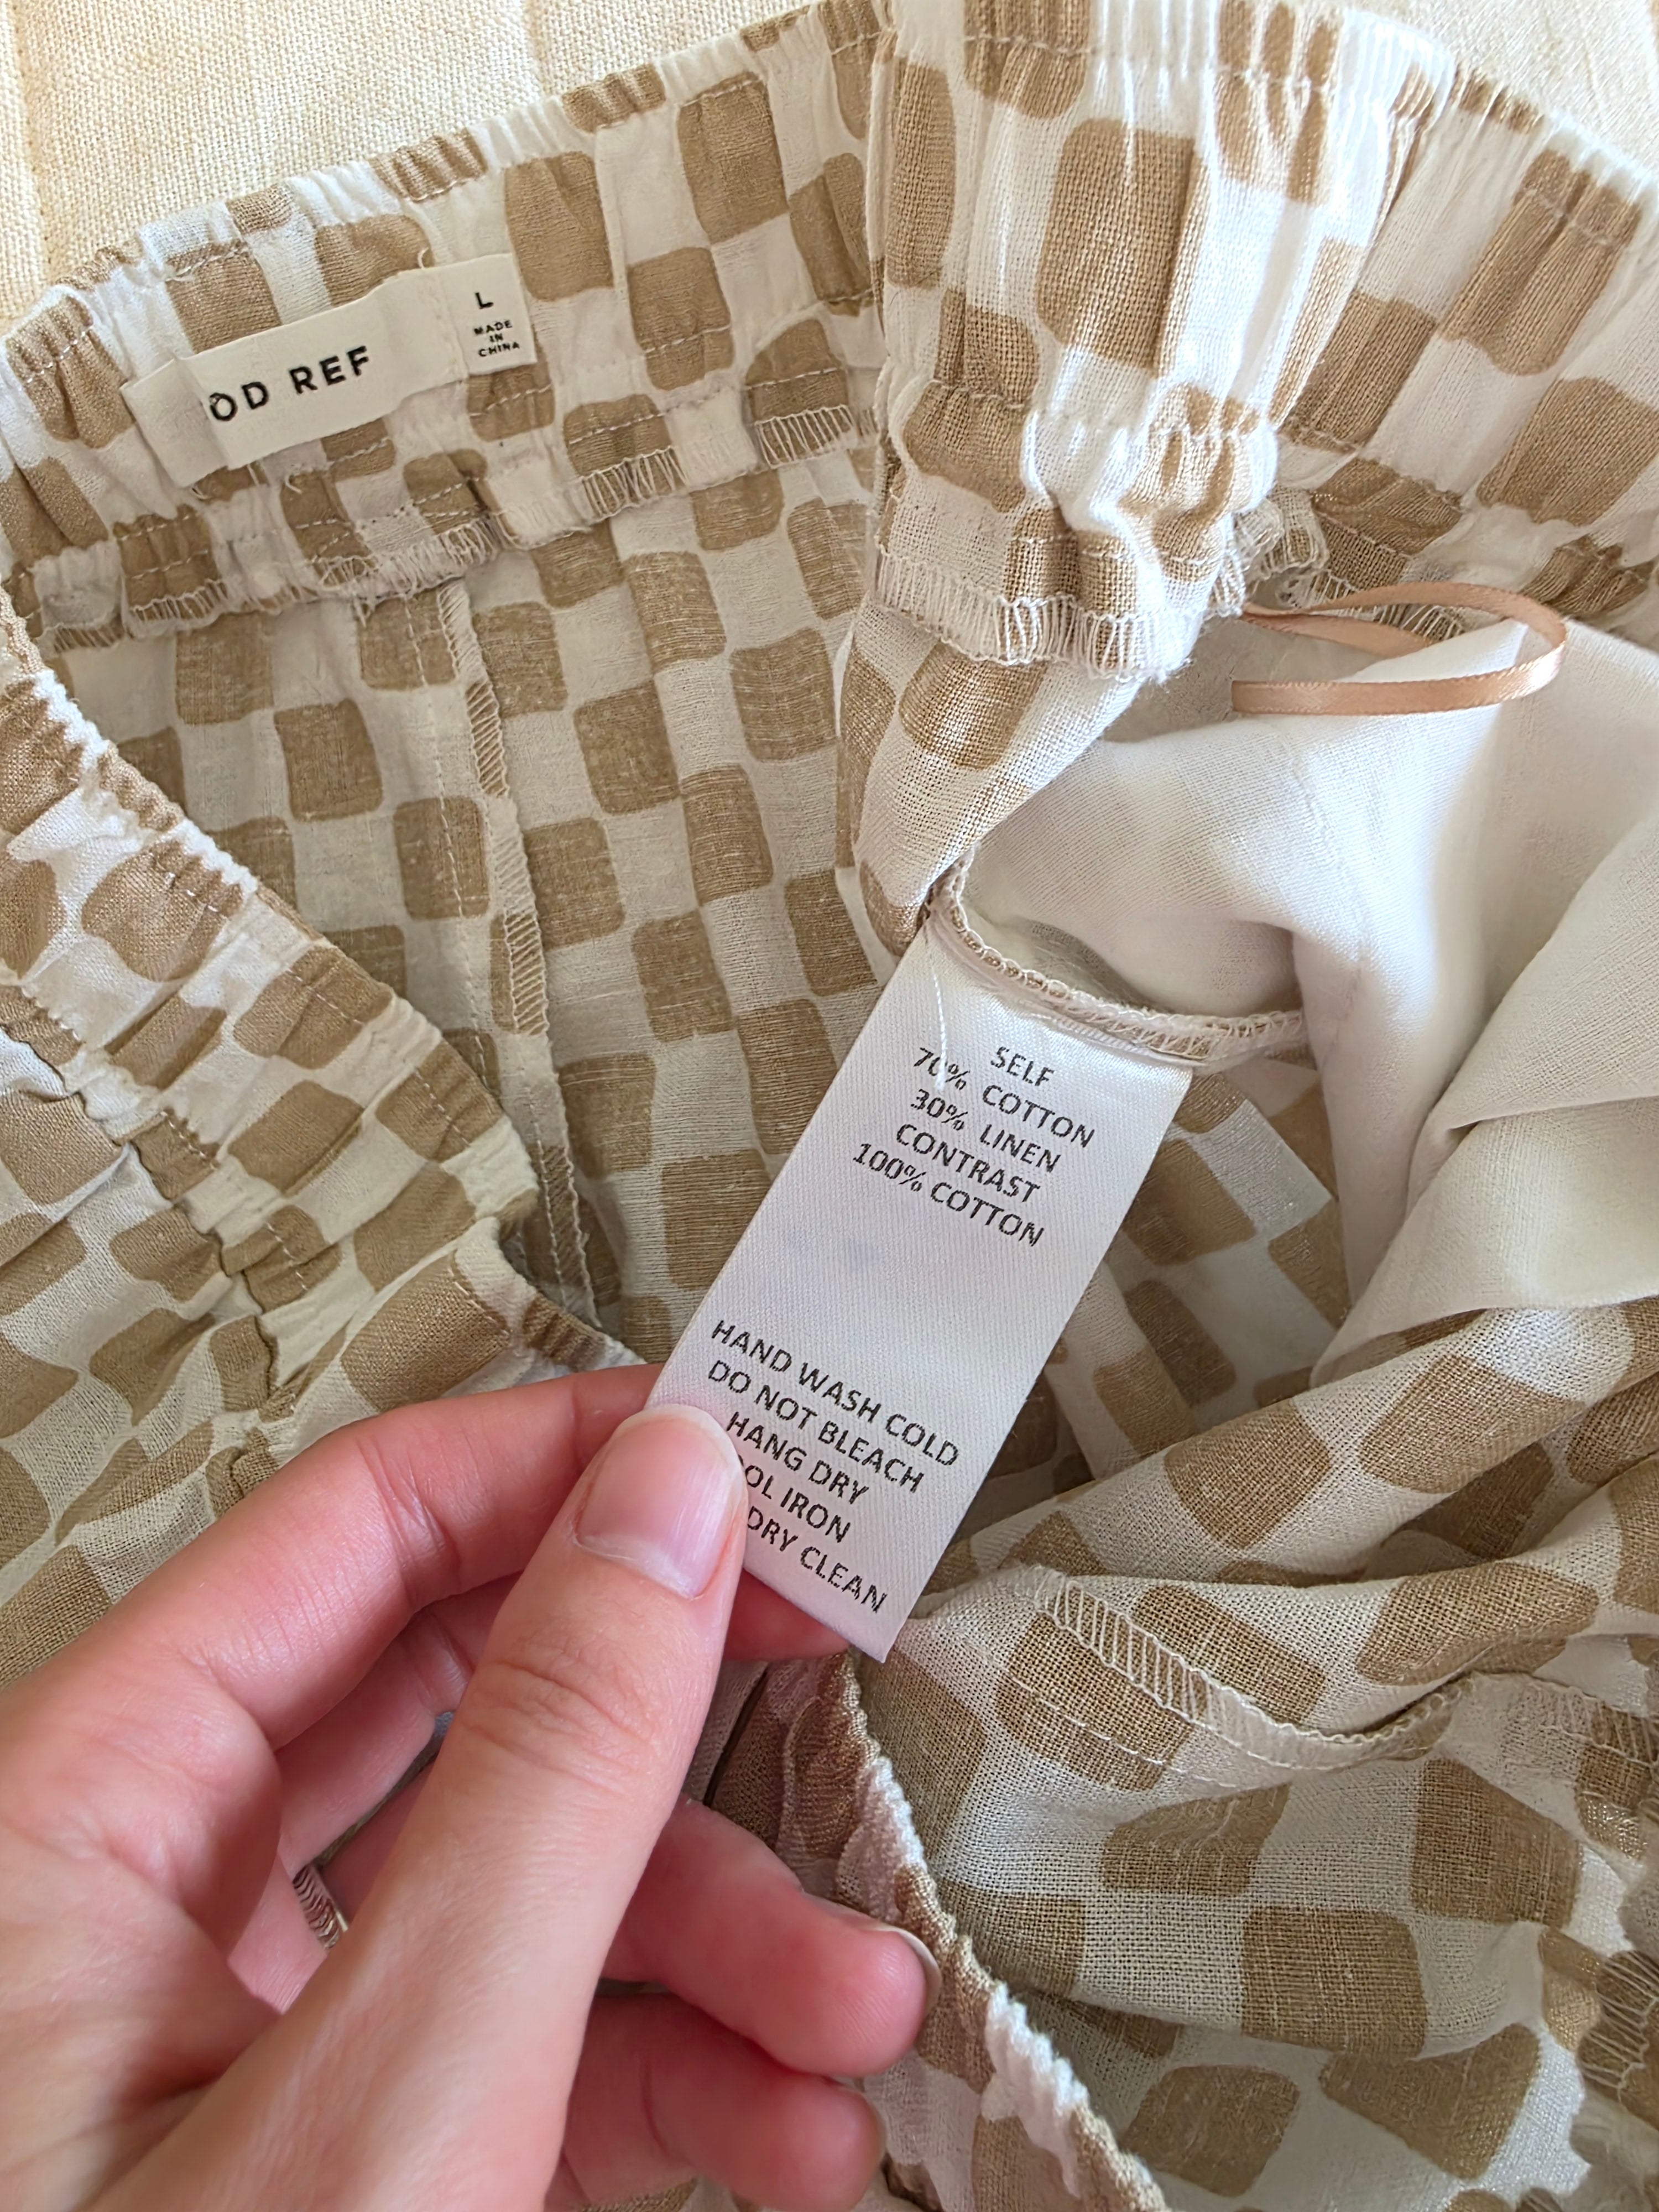 OD REF
L
MADE
IN
CHINA
SELF
70% COTTON
30% LINEN
CONTRAST
100% COTTON
HAND WASH COLD
DO NOT BLEACH
HANG DRY
OL IRON
DRY CLEAN